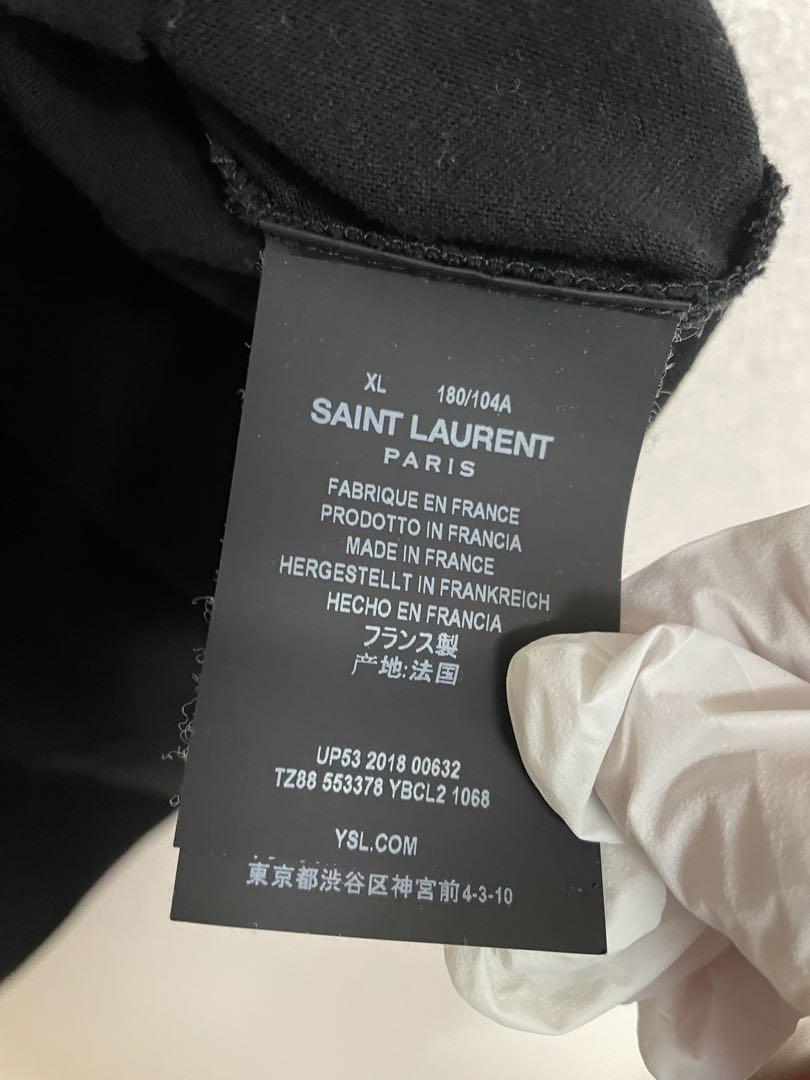 XL 180/104A
SAINT LAURENT
PARIS
FABRIQUE EN FRANCE
PRODOTTO IN FRANCIA
MADE IN FRANCE
HERGESTELLT IN FRANKREICH
HECHO EN FRANCIA
フランス製
产地:法国
UP53 2018 00632
TZ88 553378 YBCL2 1068
YSL.COM
東京都渋谷区神宮前4-3-10